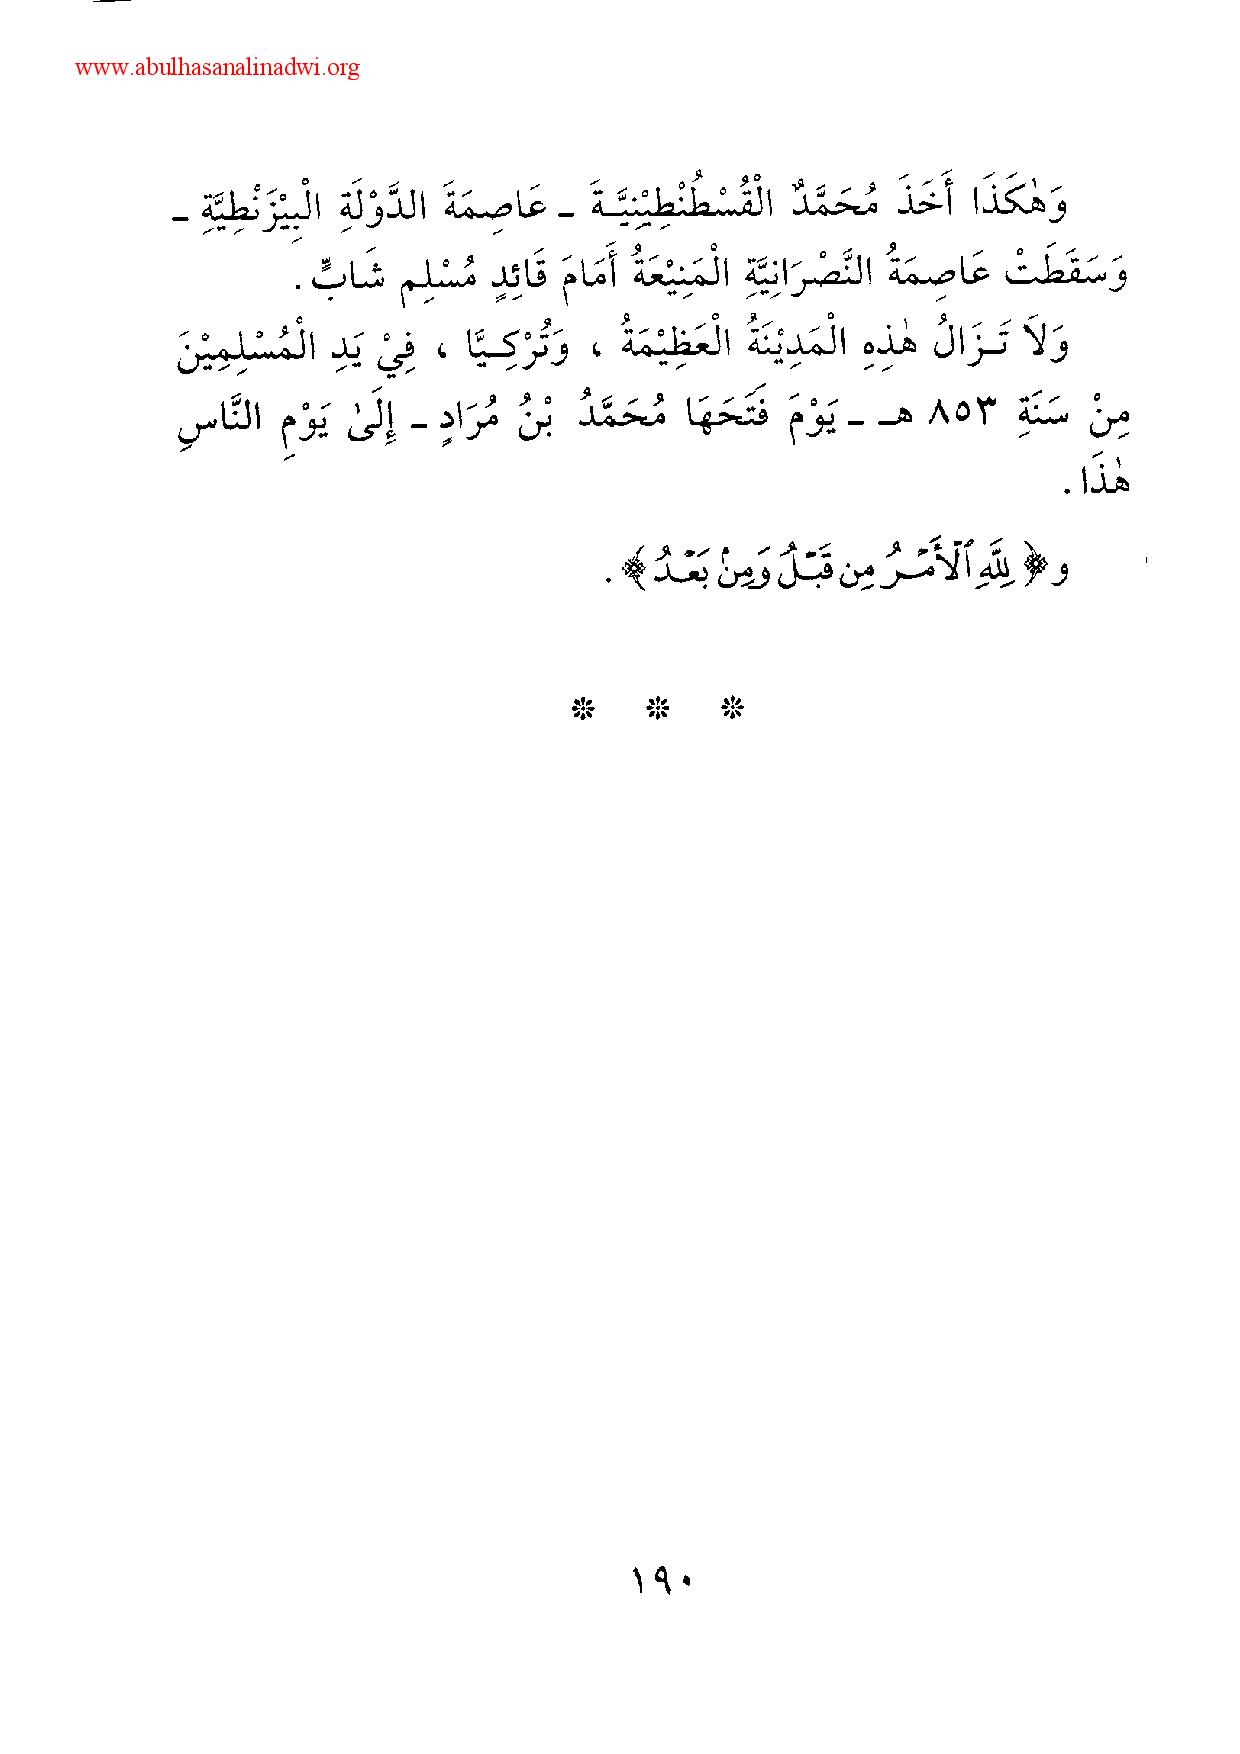 www.abulhasanalinadwi.org
وَهٰكَذَا أَخَذَ مُحَمَّدٌ الْقُسْطُنْطِيْنِيَّةَ ـ عَاصِمَةَ الدَّوْلَةِ الْبِيْزَنْطِيَّةِ ـ
وَسَقَطَتْ عَاصِمَةُ النَّصْرَانِيَّةِ الْمَنِيْعَةُ أَمَامَ قَائِدٍ مُسْلِمٍ شَابٍّ .
وَلاَ تَزَالُ هٰذِهِ الْمَدِيْنَةُ الْعَظِيْمَةُ ، وَتُرْكِيَّا ، فِيْ يَدِ الْمُسْلِمِيْنَ
مِنْ سَنَةِ ٨٥٣ هـ ـ يَوْمَ فَتَحَهَا مُحَمَّدُ بْنُ مُرَادٍ ـ إِلَىٰ يَوْمِ النَّاسِ
هٰذَا .
و ﴿ لِلَّهِ ٱلْأَمْرُ مِن قَبْلُ وَمِنۢ بَعْدُ ﴾ .
❊ ❊ ❊
١٩٠